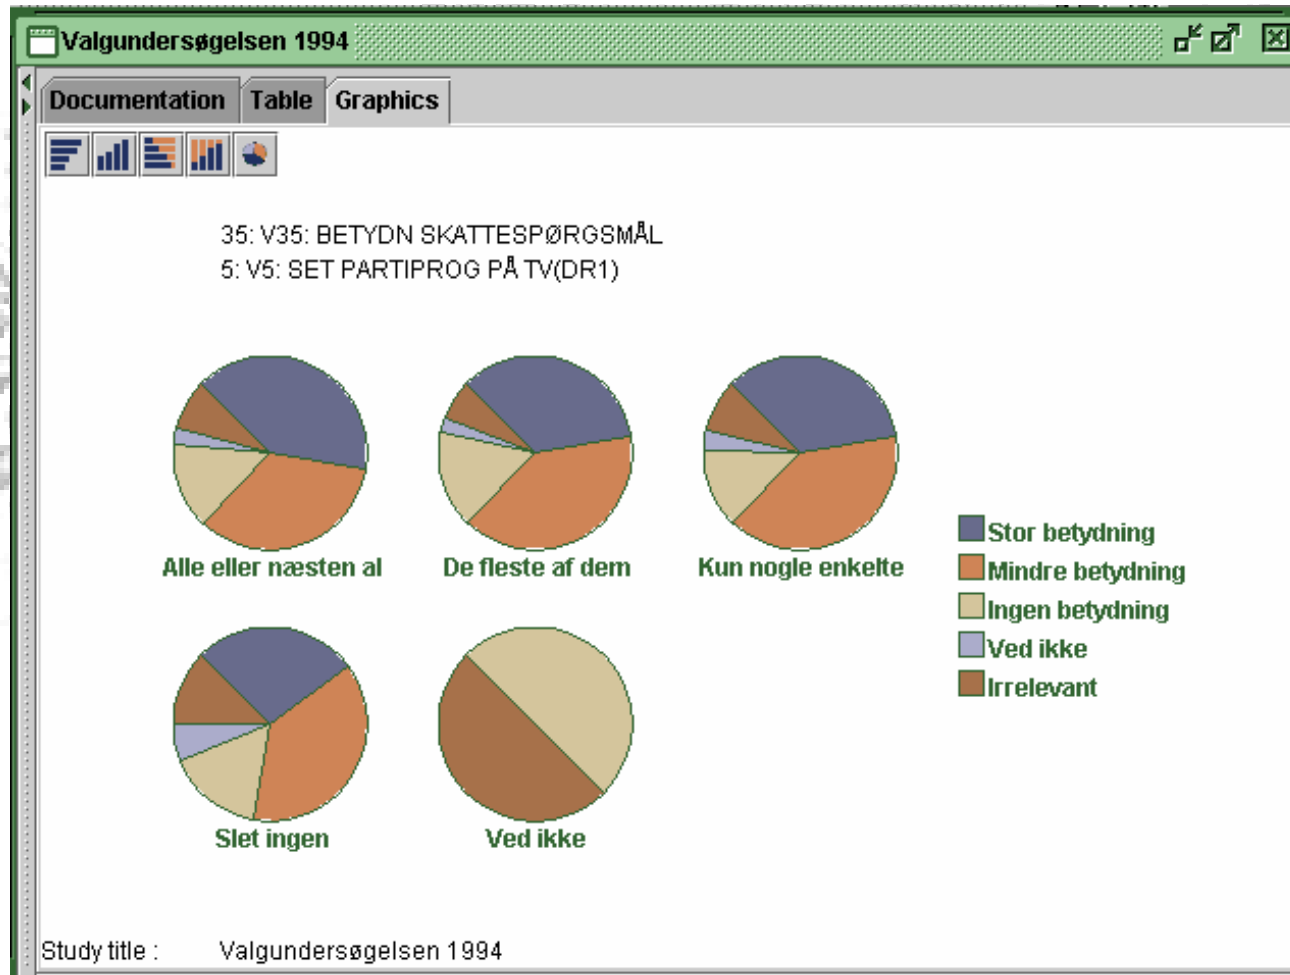 Valgundersøgelsen 1994
Documentation Table Graphics
35: V35: BETYDN SKATTESPØRGSMÅL
5: V5: SET PARTIPROG PÅ TV(DR1)
Alle eller næsten al
De fleste af dem
Kun nogle enkelte
Slet ingen
Ved ikke
Stor betydning
Mindre betydning
Ingen betydning
Ved ikke
Irrelevant
Study title : Valgundersøgelsen 1994